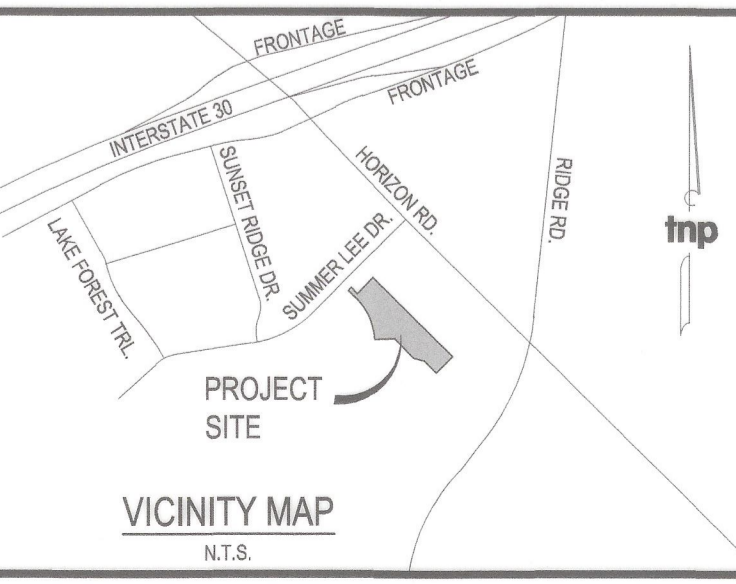 FRONTAGE
FRONTAGE
INTERSTATE 30
SUNSET RIDGE DR.
HORIZON RD.
RIDGE RD.
LAKE FOREST TRL.
SUMMER LEE DR.
tnp
PROJECT
SITE
VICINITY MAP
N.T.S.